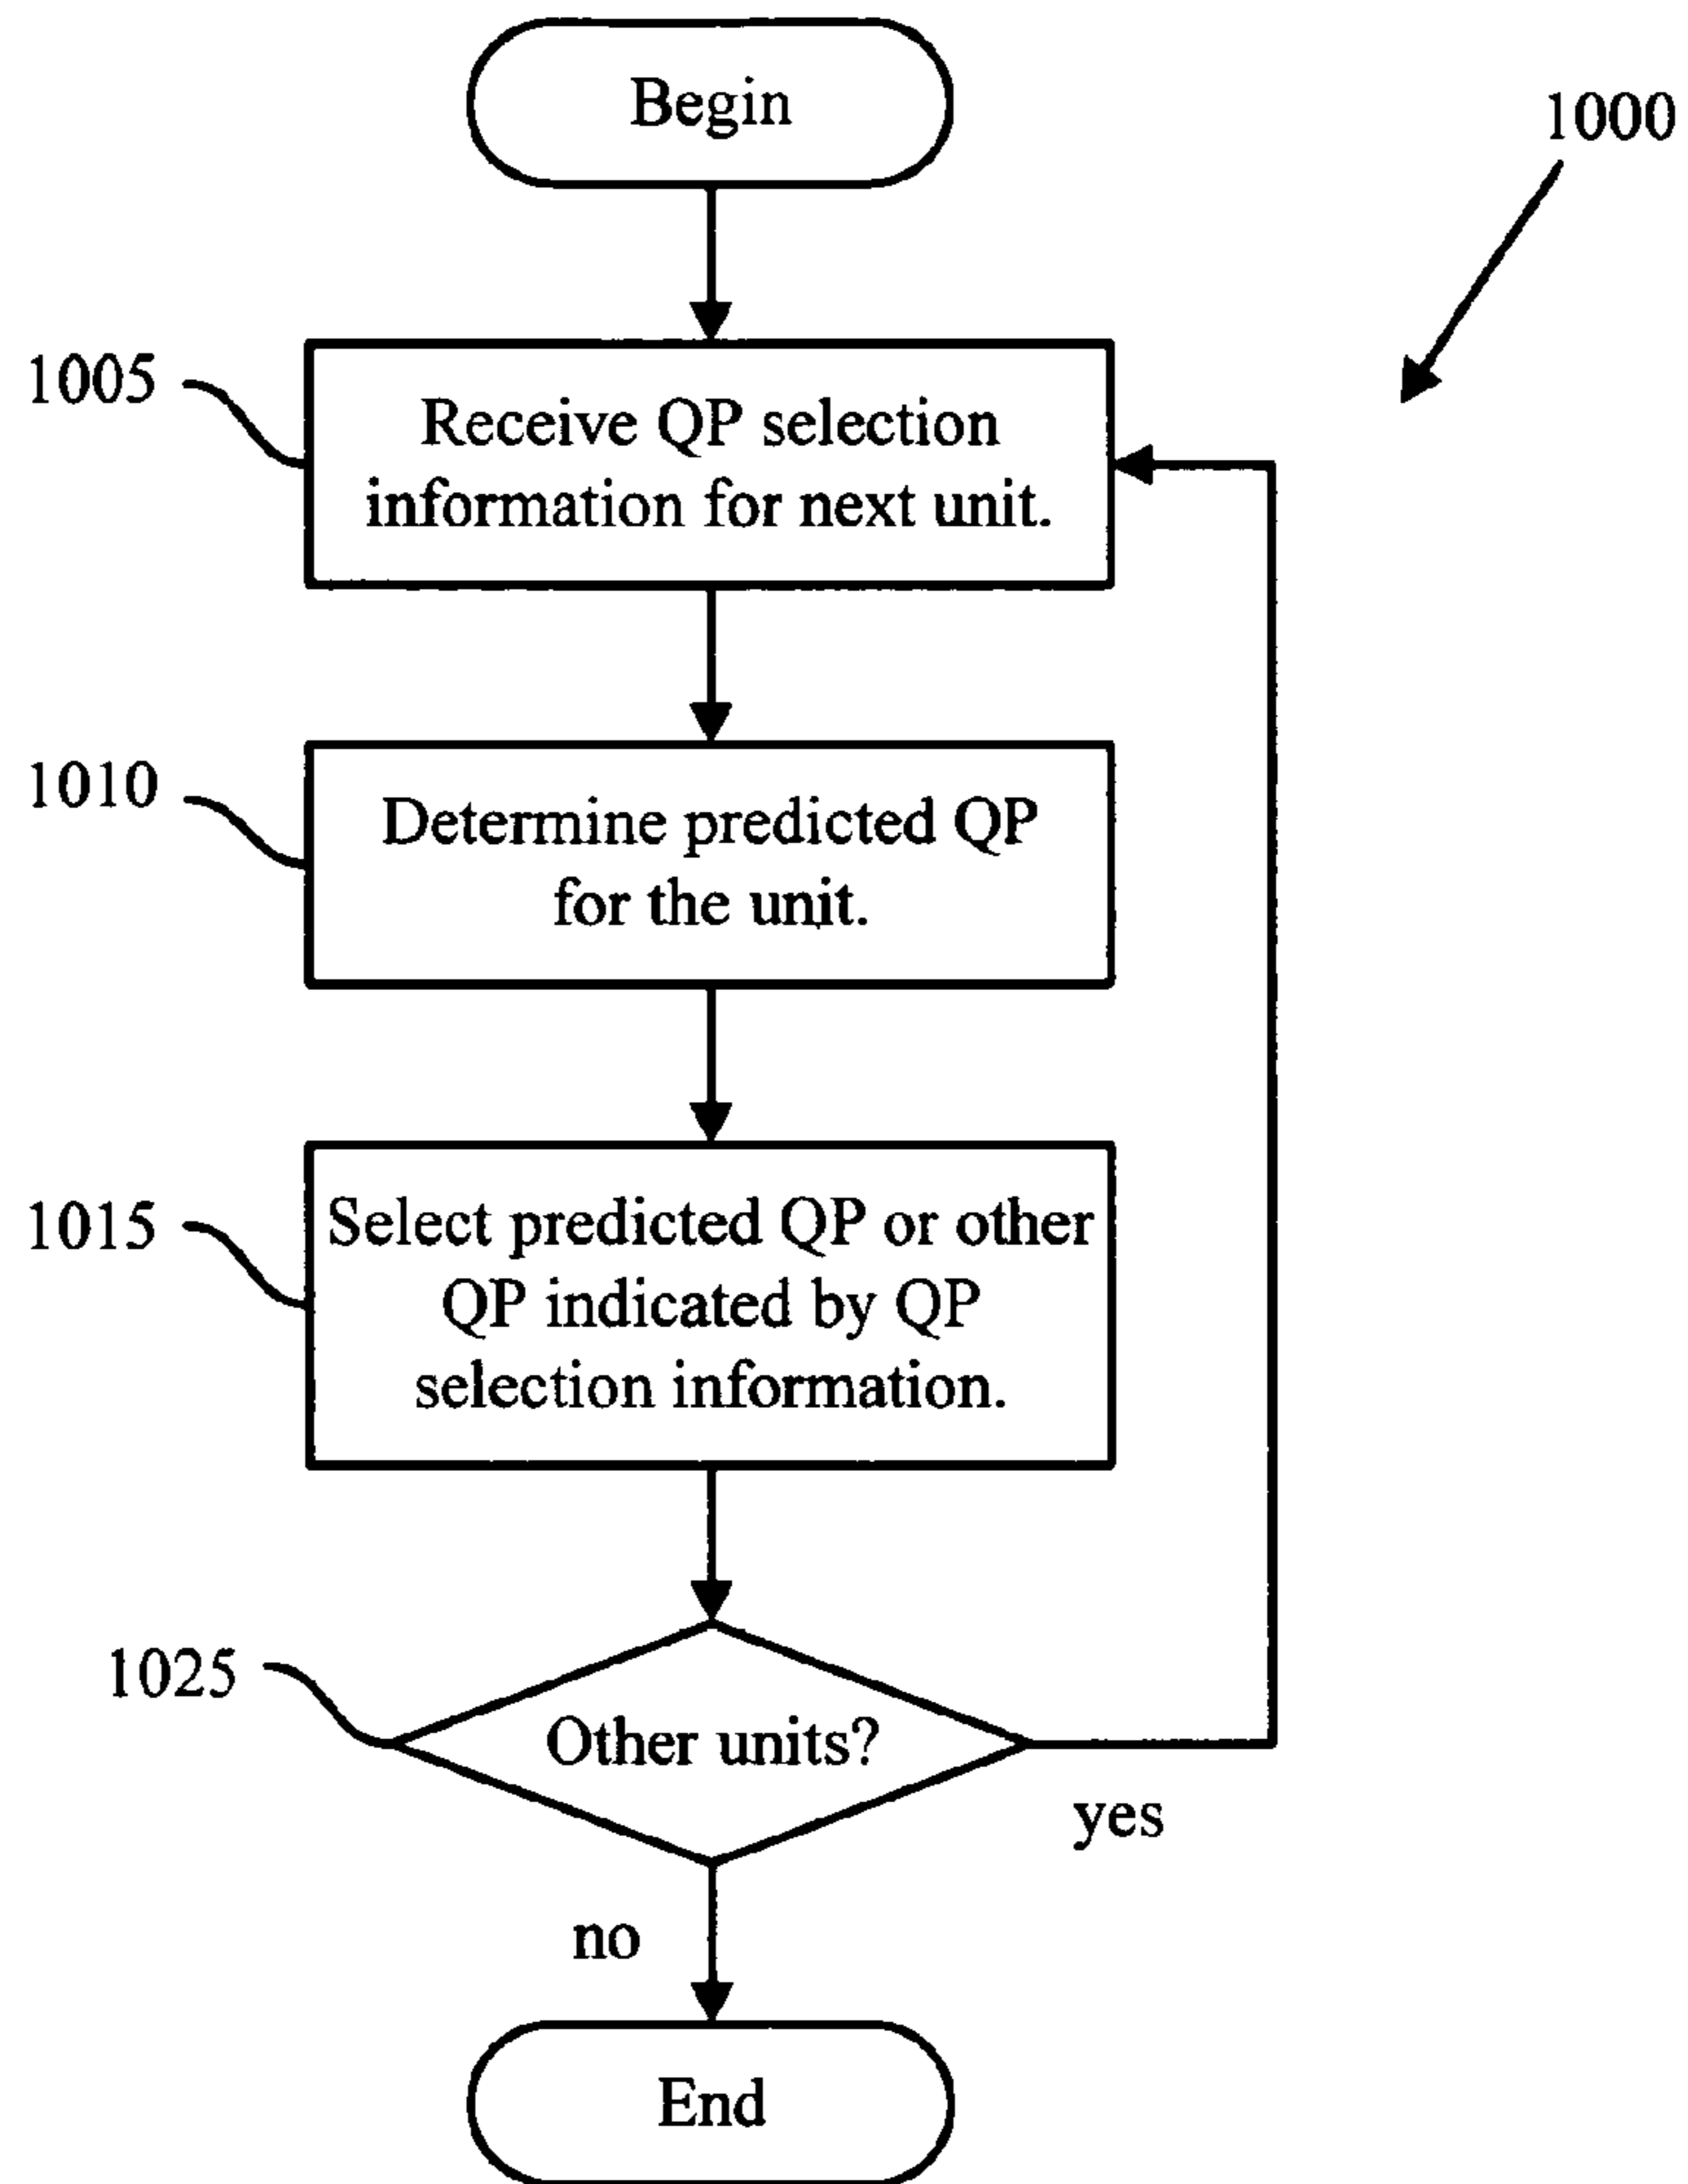 Begin
1000
1005
Receive QP selection
information for next unit.
1010
Determine predicted QP
for the unit.
1015
Select predicted QP or other
QP indicated by QP
selection information.
1025
Other units?
yes
no
End